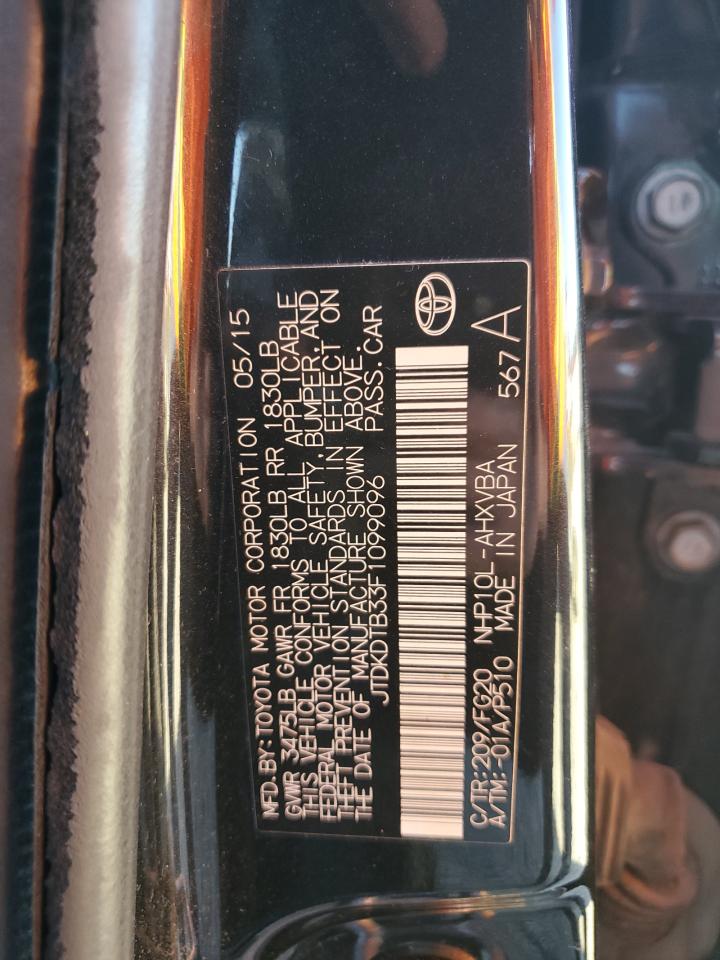 MFD. BY: TOYOTA MOTOR CORPORATION 05/15
GVWR 3475LB GAWR FR 1830LB RR 1830LB
THIS VEHICLE CONFORMS TO ALL APPLICABLE
FEDERAL MOTOR VEHICLE SAFETY, BUMPER, AND
THEFT PREVENTION STANDARDS IN EFFECT ON
THE DATE OF MANUFACTURE SHOWN ABOVE.
JTDKDTB33F1099096 PASS. CAR
C/TR:209/FG20 NHP10L-AHXVBA
A/TM:-01A/P510 MADE IN JAPAN 567 A